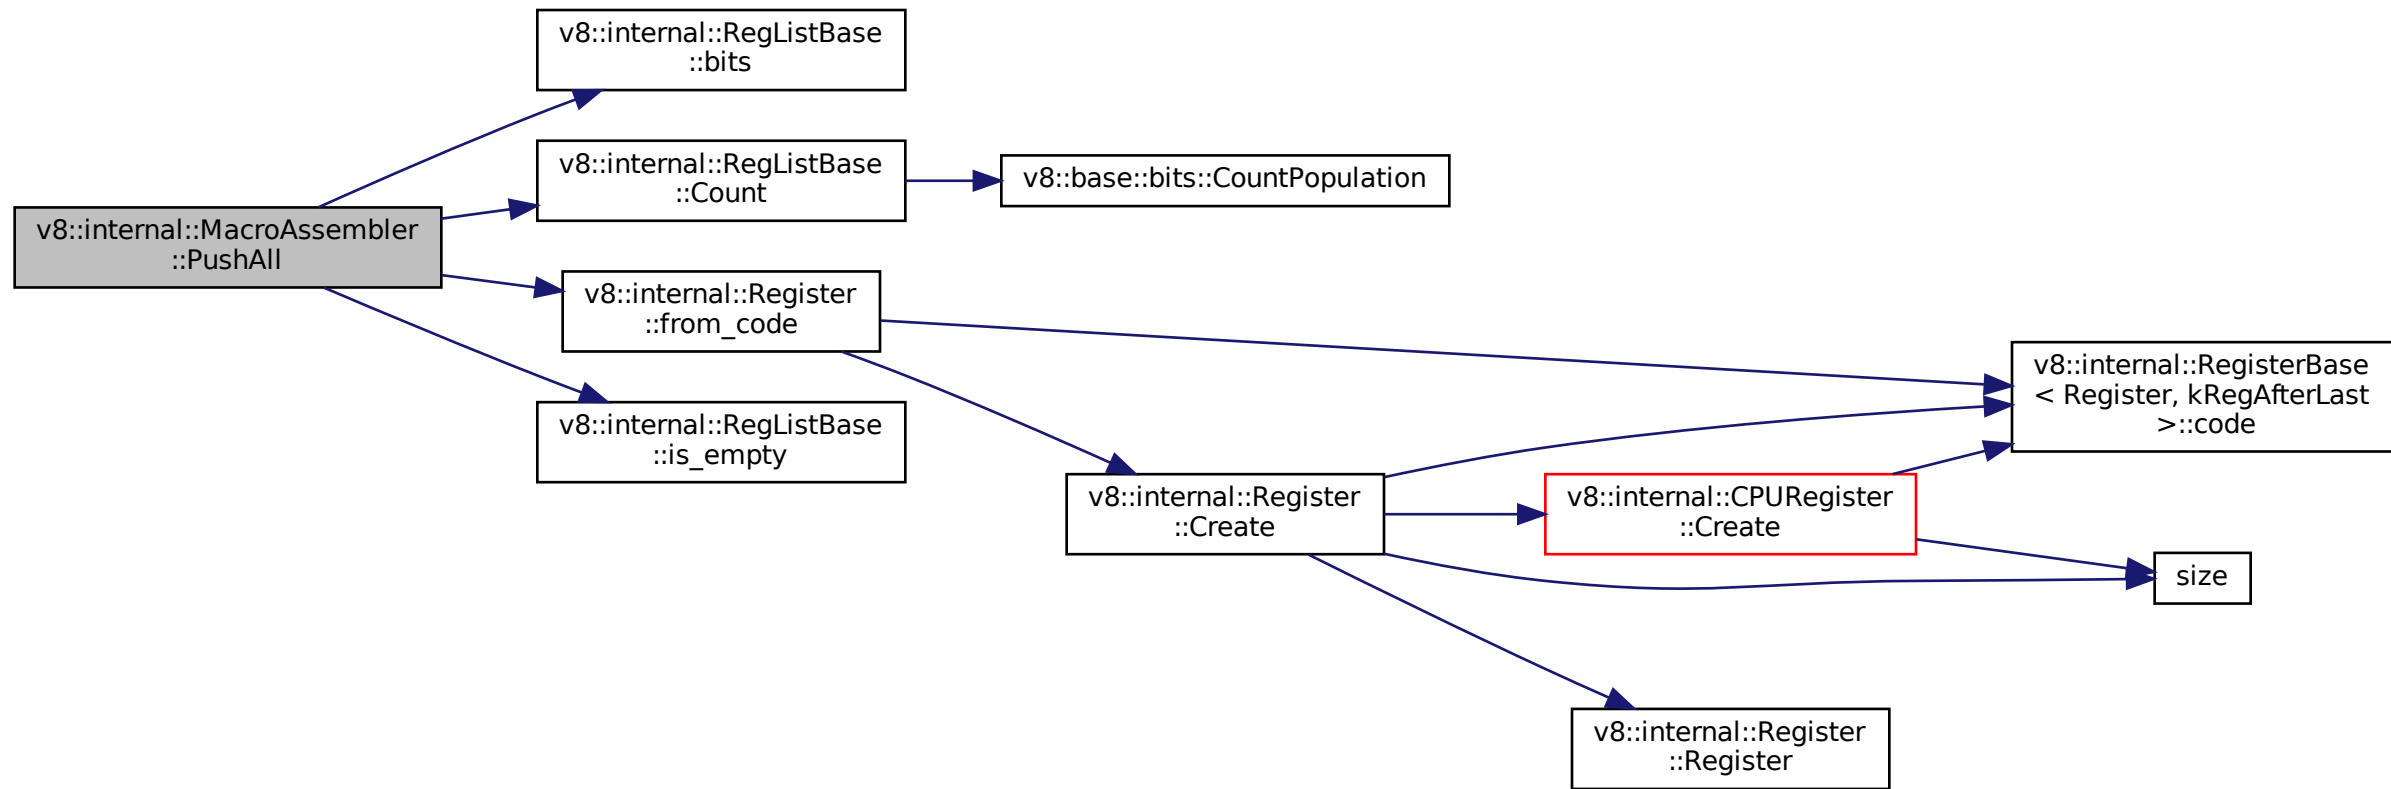 v8::internal::RegListBase
::bits
v8::internal::RegListBase
::Count
v8::base::bits::CountPopulation
v8::internal::MacroAssembler
::PushAll
v8::internal::Register
::from_code
v8::internal::RegisterBase
< Register, kRegAfterLast
>::code
v8::internal::RegListBase
::is_empty
v8::internal::Register
::Create
v8::internal::CPURegister
::Create
size
v8::internal::Register
::Register